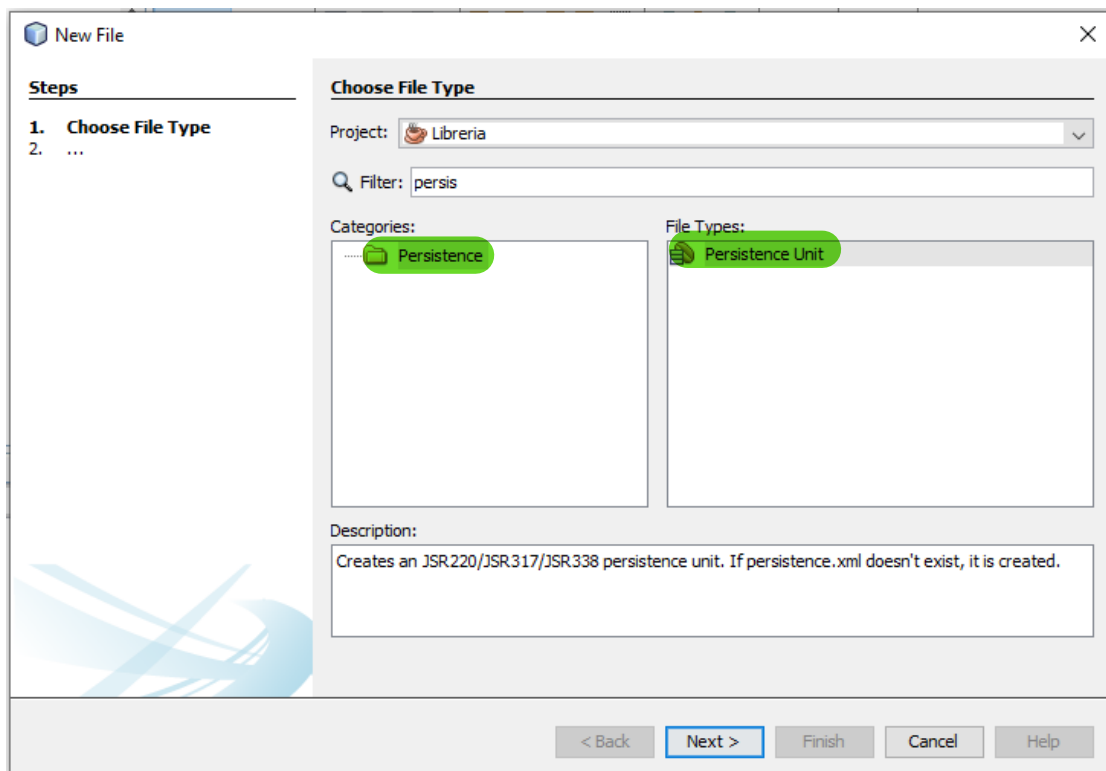 New File
Steps
1. Choose File Type
2. ...
Choose File Type
Project: Libreria
Filter: persis
Categories:
Persistence
File Types:
Persistence Unit
Description:
Creates an JSR220/JSR317/JSR338 persistence unit. If persistence.xml doesn't exist, it is created.
< Back Next > Finish Cancel Help